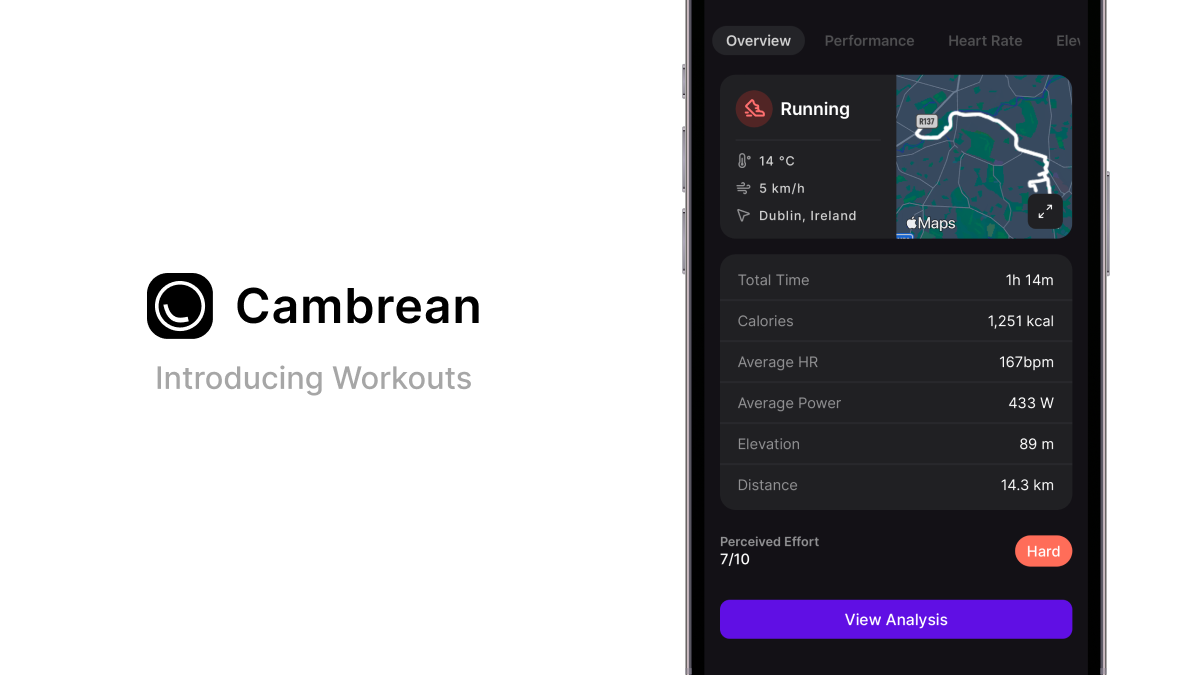 Cambrean
Introducing Workouts
Overview Performance Heart Rate Elev
Running
14 °C
5 km/h
Dublin, Ireland
R137
Maps
Total Time 1h 14m
Calories 1,251 kcal
Average HR 167bpm
Average Power 433 W
Elevation 89 m
Distance 14.3 km
Perceived Effort
7/10
Hard
View Analysis